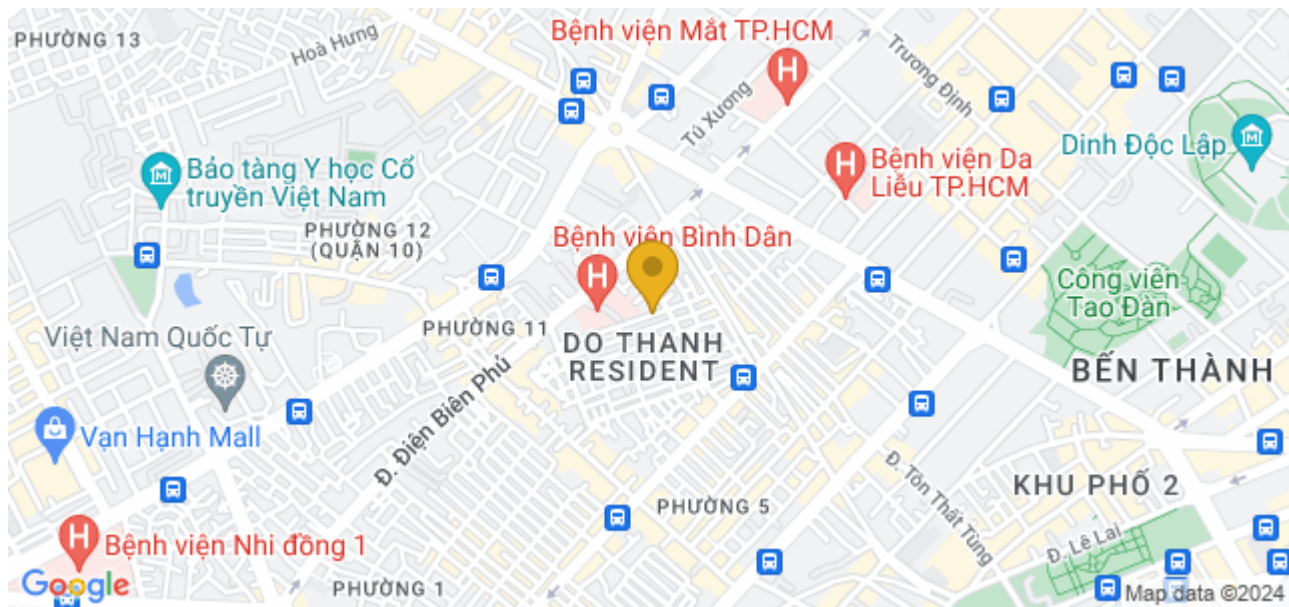 PHƯỜNG 13
Hoà Hưng
Bệnh viện Mắt TP.HCM
Trương Định
Tú Xương
Dinh Độc Lập
Bảo tàng Y học Cổ
truyền Việt Nam
Bệnh viện Da
Liễu TP.HCM
PHƯỜNG 12
(QUẬN 10)
Bệnh viện Bình Dân
Công viên
Tao Đàn
Việt Nam Quốc Tự
PHƯỜNG 11
DO THANH
RESIDENT
BẾN THÀNH
Đ. Điện Biên Phủ
Vạn Hạnh Mall
Đ. Tôn Thất Tùng
KHU PHỐ 2
PHƯỜNG 5
Đ. Lê Lai
Bệnh viện Nhi đồng 1
PHƯỜNG 1
Google
Map data ©2024